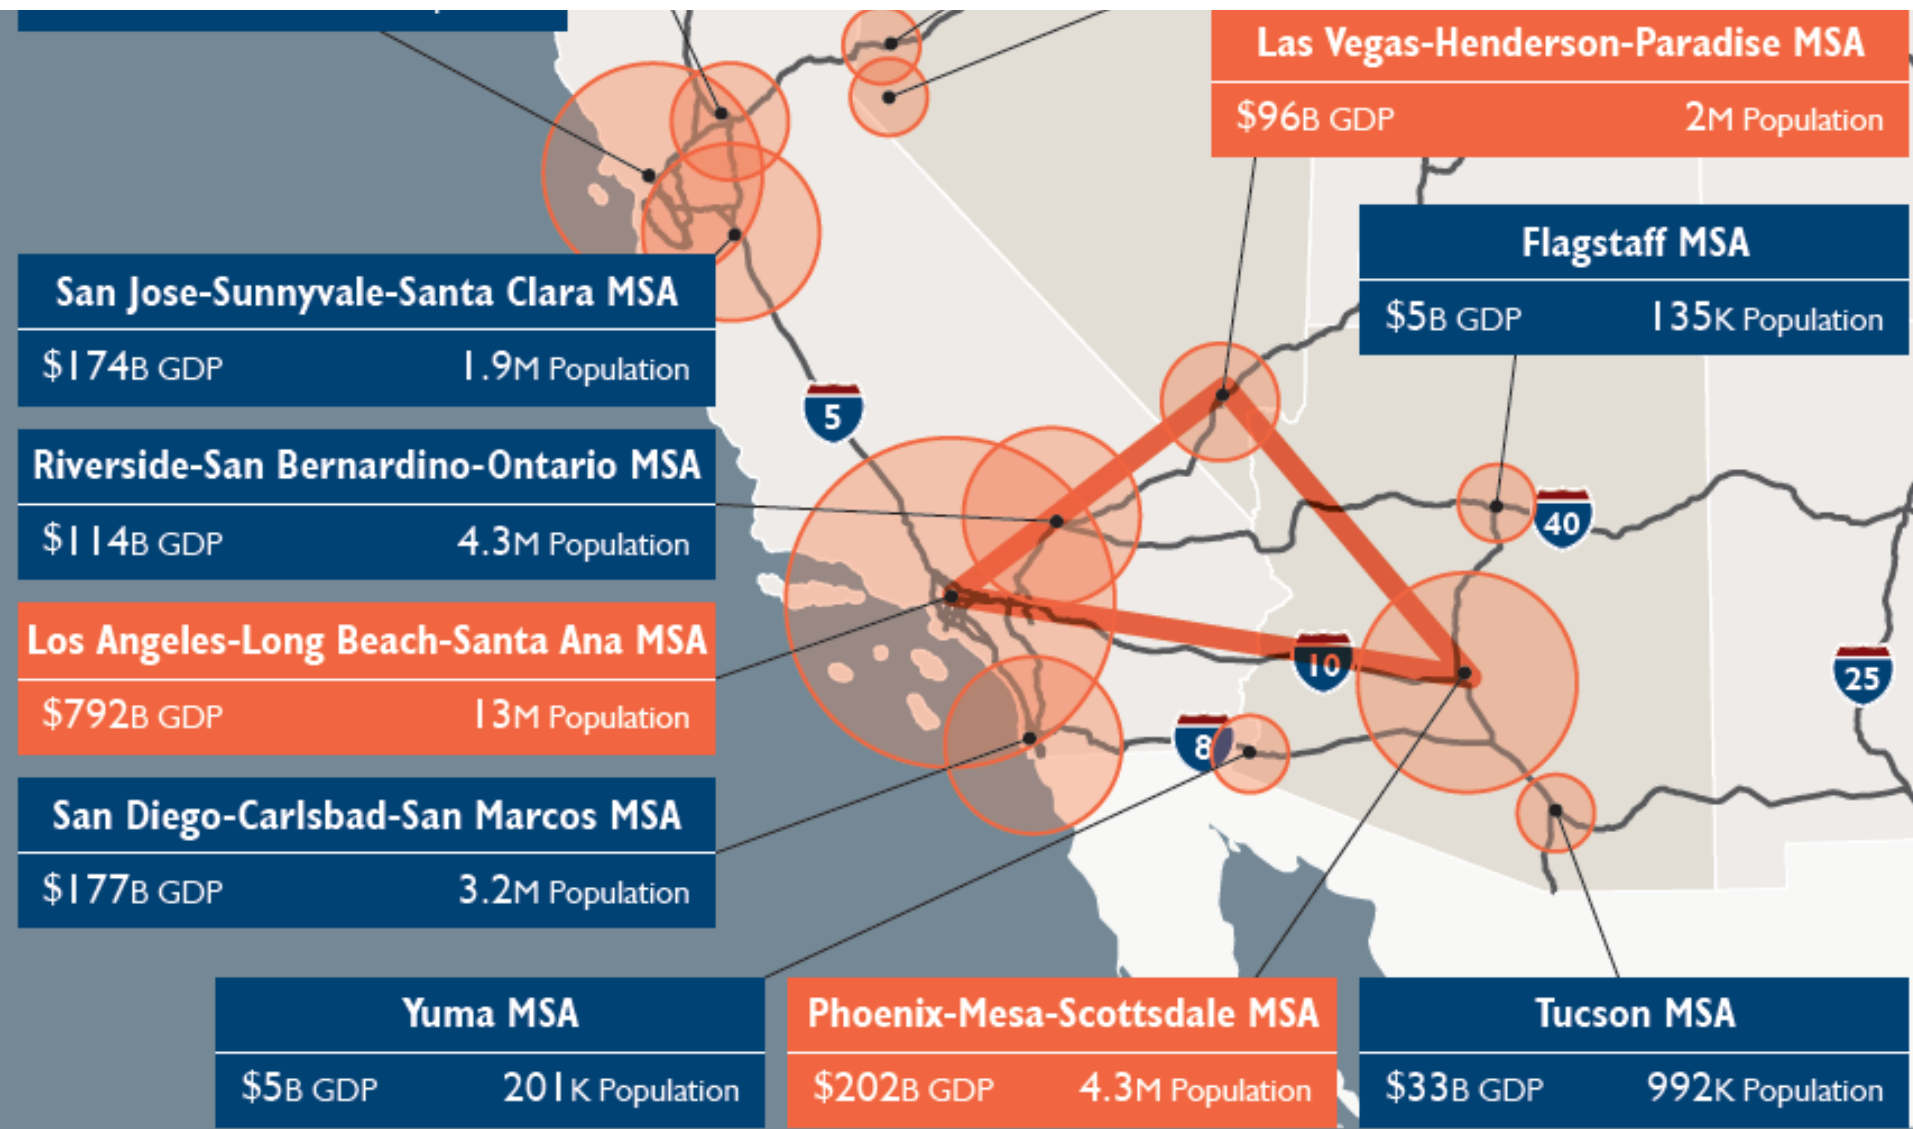 Las Vegas-Henderson-Paradise MSA
$96B GDP 2M Population
Flagstaff MSA
$5B GDP 135K Population
San Jose-Sunnyvale-Santa Clara MSA
$174B GDP 1.9M Population
5
Riverside-San Bernardino-Ontario MSA
$114B GDP 4.3M Population
40
Los Angeles-Long Beach-Santa Ana MSA
$792B GDP 13M Population
10
25
8
San Diego-Carlsbad-San Marcos MSA
$177B GDP 3.2M Population
Yuma MSA
$5B GDP 201K Population
Phoenix-Mesa-Scottsdale MSA
$202B GDP 4.3M Population
Tucson MSA
$33B GDP 992K Population